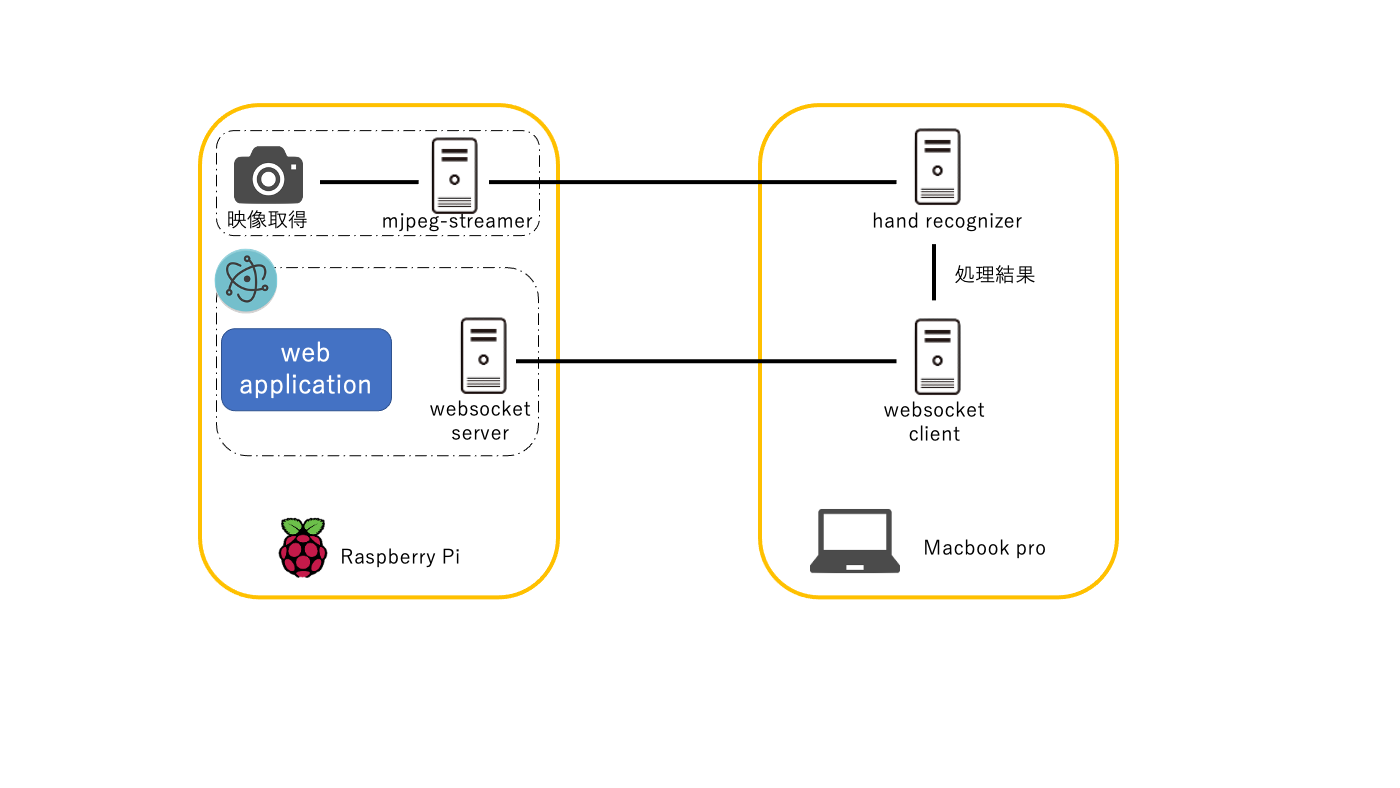 映像取得
mjpeg-streamer
web
application
websocket
server
Raspberry Pi
hand recognizer
処理結果
websocket
client
Macbook pro